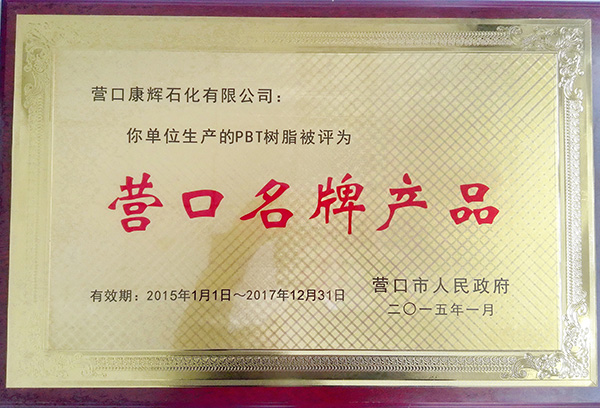 营口康辉石化有限公司：
你单位生产的PBT树脂被评为
营口名牌产品
有效期：2015年1月1日～2017年12月31日
营口市人民政府
二〇一五年一月